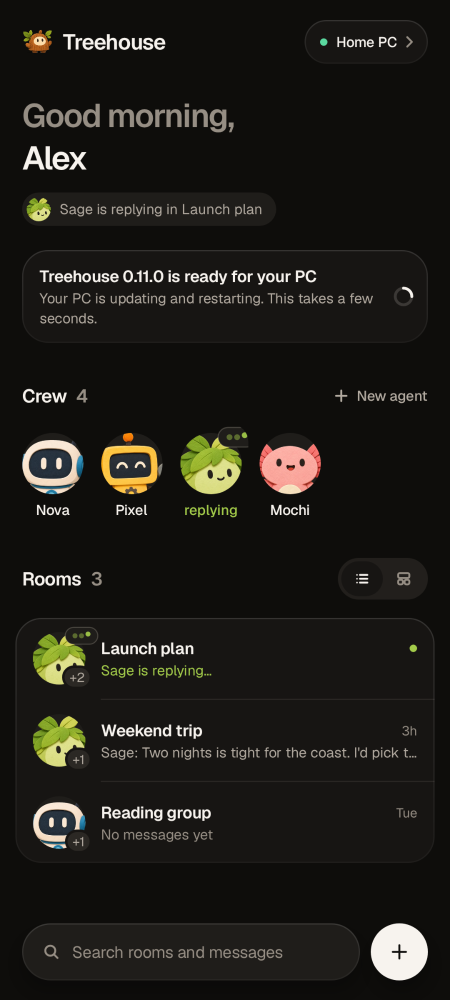 Treehouse
Home PC
Good morning,
Alex
Sage is replying in Launch plan
Treehouse 0.11.0 is ready for your PC
Your PC is updating and restarting. This takes a few
seconds.
Crew 4
New agent
Nova
Pixel
replying
Mochi
Rooms 3
Launch plan
Sage is replying…
+2
Weekend trip
3h
Sage: Two nights is tight for the coast. I'd pick t…
+1
Reading group
Tue
No messages yet
+1
Search rooms and messages